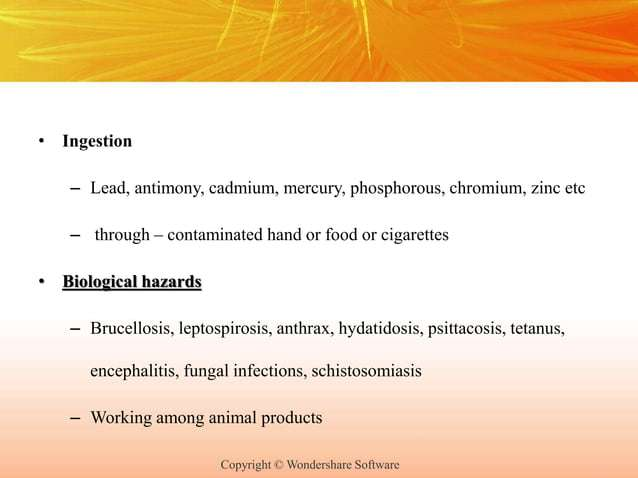 • Ingestion
– Lead, antimony, cadmium, mercury, phosphorous, chromium, zinc etc
– through – contaminated hand or food or cigarettes
• Biological hazards
– Brucellosis, leptospirosis, anthrax, hydatidosis, psittacosis, tetanus,
encephalitis, fungal infections, schistosomiasis
– Working among animal products
Copyright © Wondershare Software